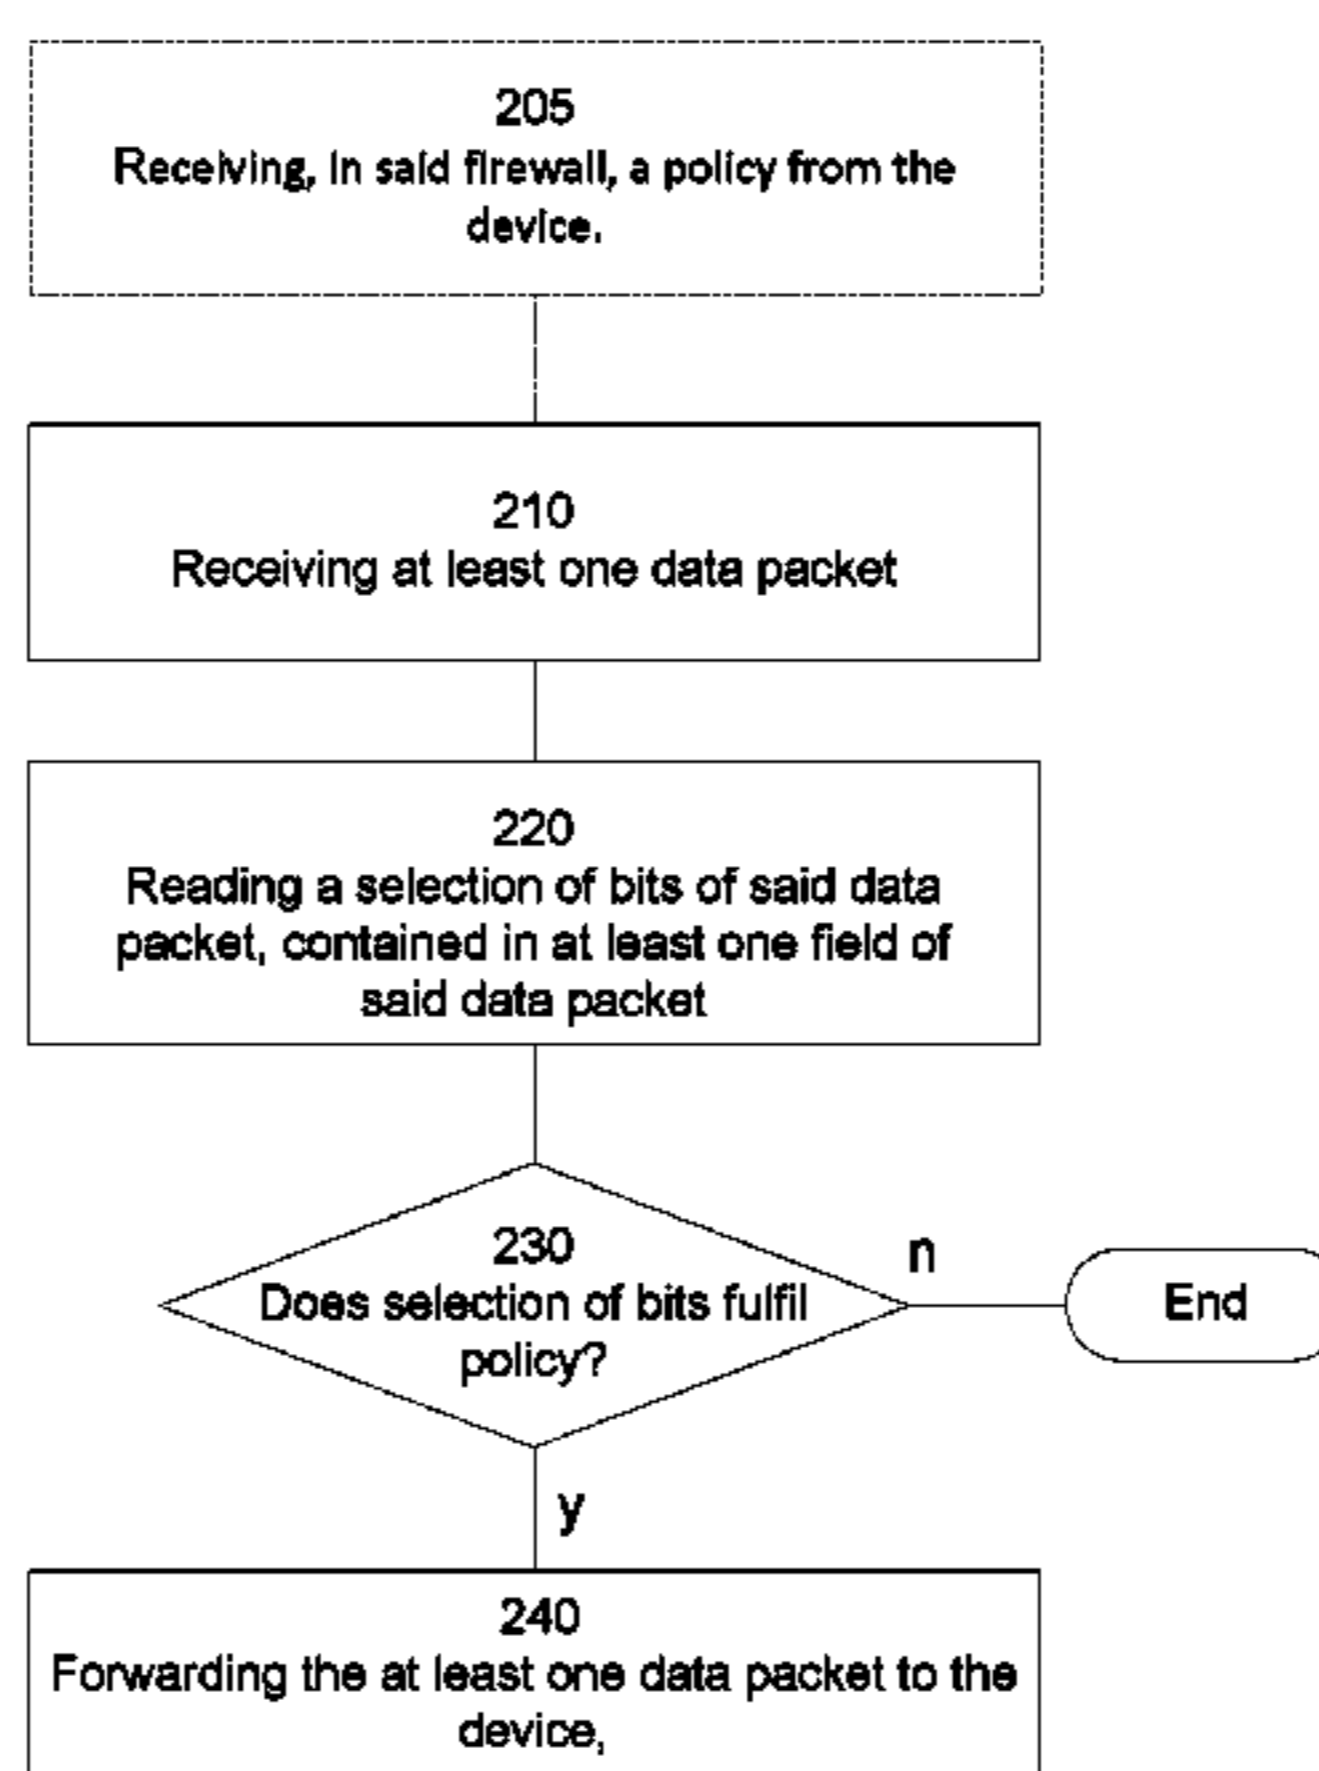 205
Receiving, in said firewall, a policy from the
device.
210
Receiving at least one data packet
220
Reading a selection of bits of said data
packet, contained in at least one field of
said data packet
230
Does selection of bits fulfil
policy?
n
End
y
240
Forwarding the at least one data packet to the
device,